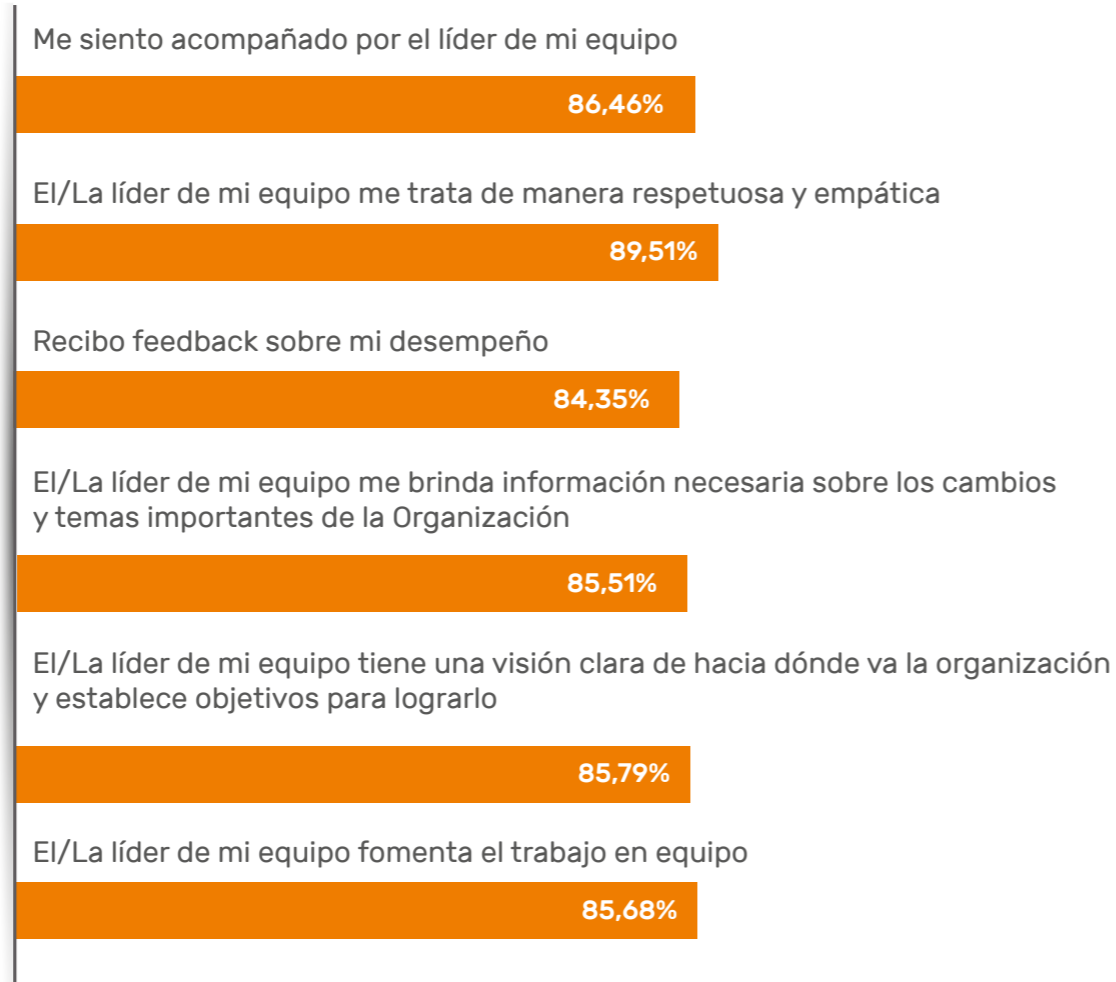 Me siento acompañado por el líder de mi equipo
86,46%
El/La líder de mi equipo me trata de manera respetuosa y empática
89,51%
Recibo feedback sobre mi desempeño
84,35%
El/La líder de mi equipo me brinda información necesaria sobre los cambios
y temas importantes de la Organización
85,51%
El/La líder de mi equipo tiene una visión clara de hacia dónde va la organización
y establece objetivos para lograrlo
85,79%
El/La líder de mi equipo fomenta el trabajo en equipo
85,68%